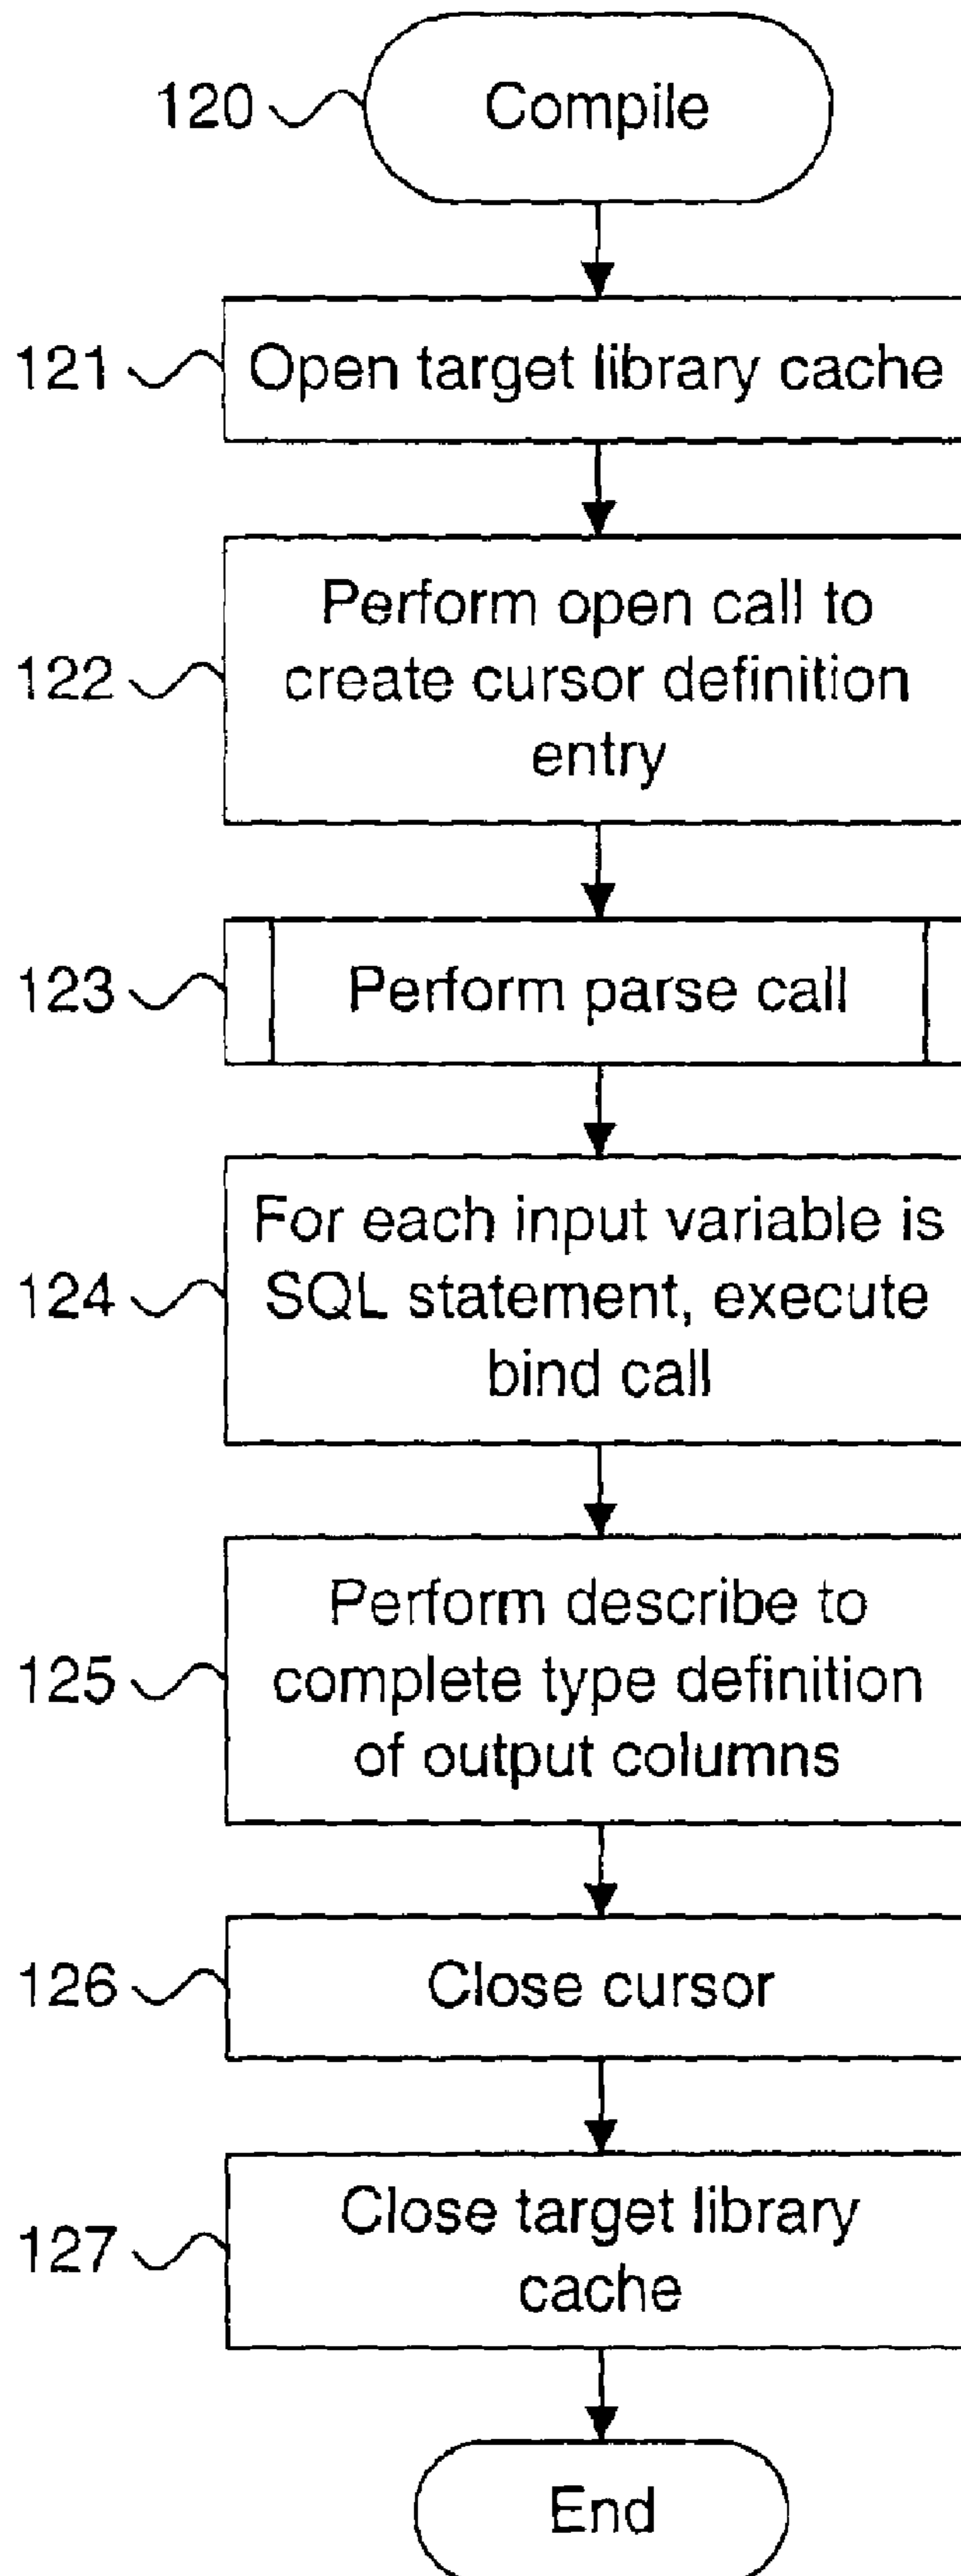 120 Compile
121 Open target library cache
122
Perform open call to
create cursor definition
entry
123 Perform parse call
124
For each input variable is
SQL statement, execute
bind call
125
Perform describe to
complete type definition
of output columns
126 Close cursor
127
Close target library
cache
End